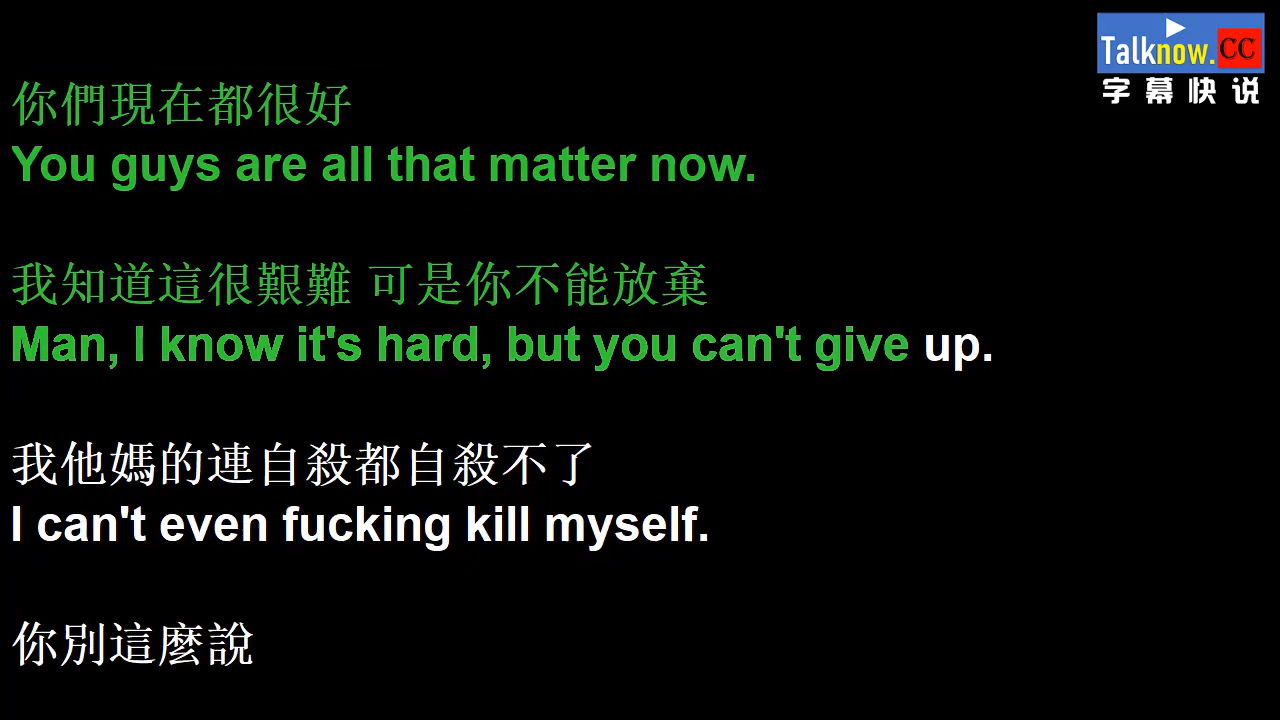 Talknow.CC
字幕快说
你們現在都很好
You guys are all that matter now.
我知道這很艱難 可是你不能放棄
Man, I know it's hard, but you can't give up.
我他媽的連自殺都自殺不了
I can't even fucking kill myself.
你別這麼說